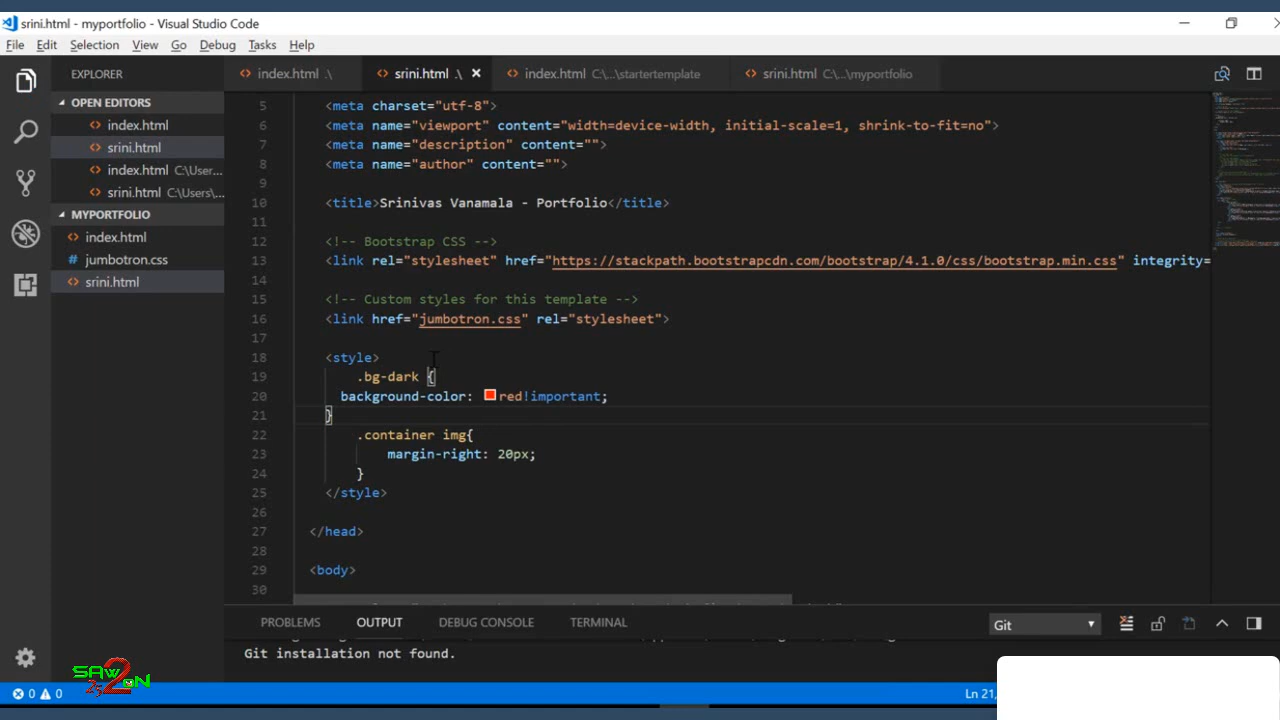 srini.html - myportfolio - Visual Studio Code
File Edit Selection View Go Debug Tasks Help
EXPLORER
index.html .\ srini.html .\ index.html C:\...\startertemplate srini.html C:\...\myportfolio
OPEN EDITORS
index.html
srini.html
index.html C:\User...
srini.html C:\Users\...
MYPORTFOLIO
index.html
# jumbotron.css
srini.html
5 <meta charset="utf-8">
6 <meta name="viewport" content="width=device-width, initial-scale=1, shrink-to-fit=no">
7 <meta name="description" content="">
8 <meta name="author" content="">
9
10 <title>Srinivas Vanamala - Portfolio</title>
11
12 <!-- Bootstrap CSS -->
13 <link rel="stylesheet" href="https://stackpath.bootstrapcdn.com/bootstrap/4.1.0/css/bootstrap.min.css" integrity=
14
15 <!-- Custom styles for this template -->
16 <link href="jumbotron.css" rel="stylesheet">
17
18 <style>
19 .bg-dark {
20 background-color: red!important;
21 }
22 .container img{
23 margin-right: 20px;
24 }
25 </style>
26
27 </head>
28
29 <body>
30
PROBLEMS OUTPUT DEBUG CONSOLE TERMINAL Git
Git installation not found.
SAW2ON
25
0 0 Ln 21,